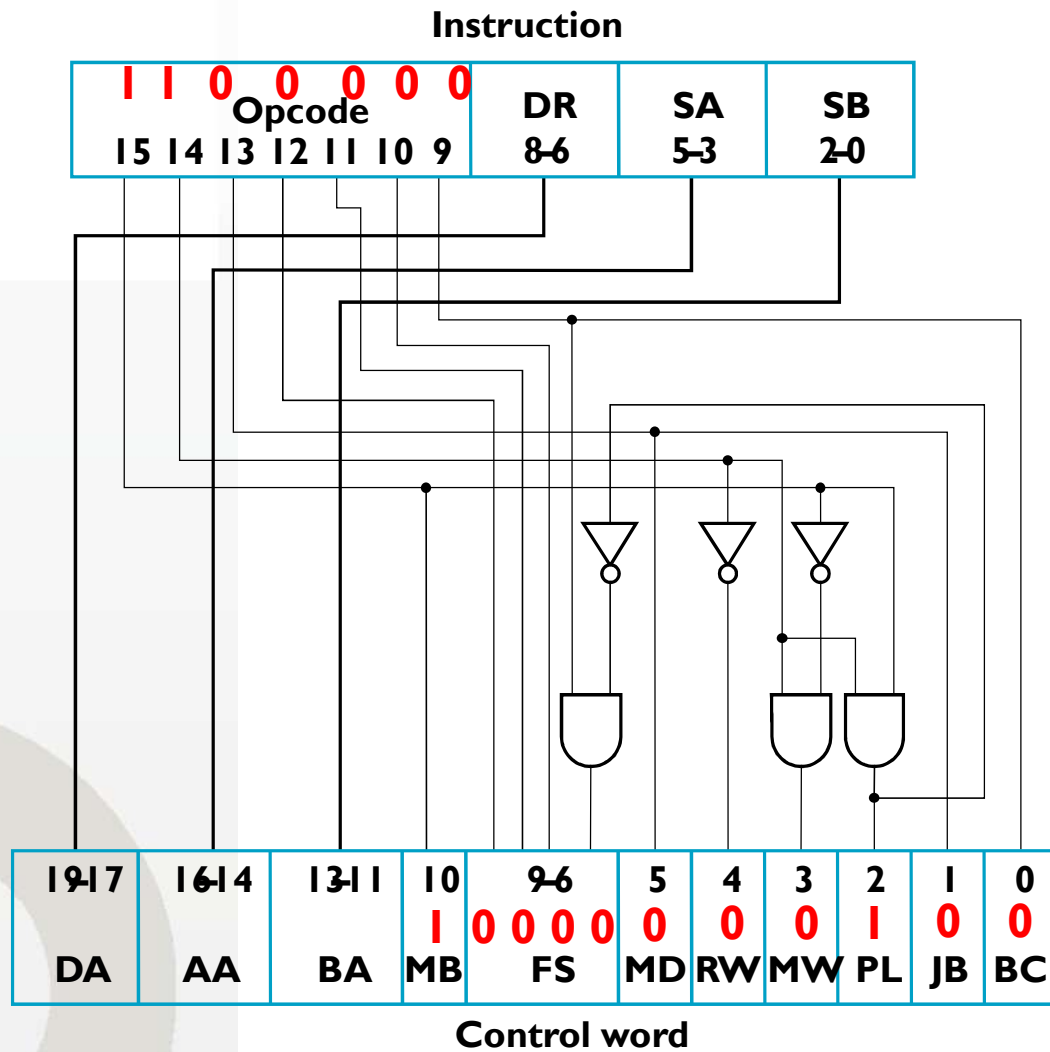 Instruction
1 1 0 0 0 0 0
Opcode DR SA SB
15 14 13 12 11 10 9 8–6 5–3 2–0
19–17 16–14 13–11 10 9–6 5 4 3 2 1 0
1 0 0 0 0 0 0 0 1 0 0
DA AA BA MB FS MD RW MW PL JB BC
Control word